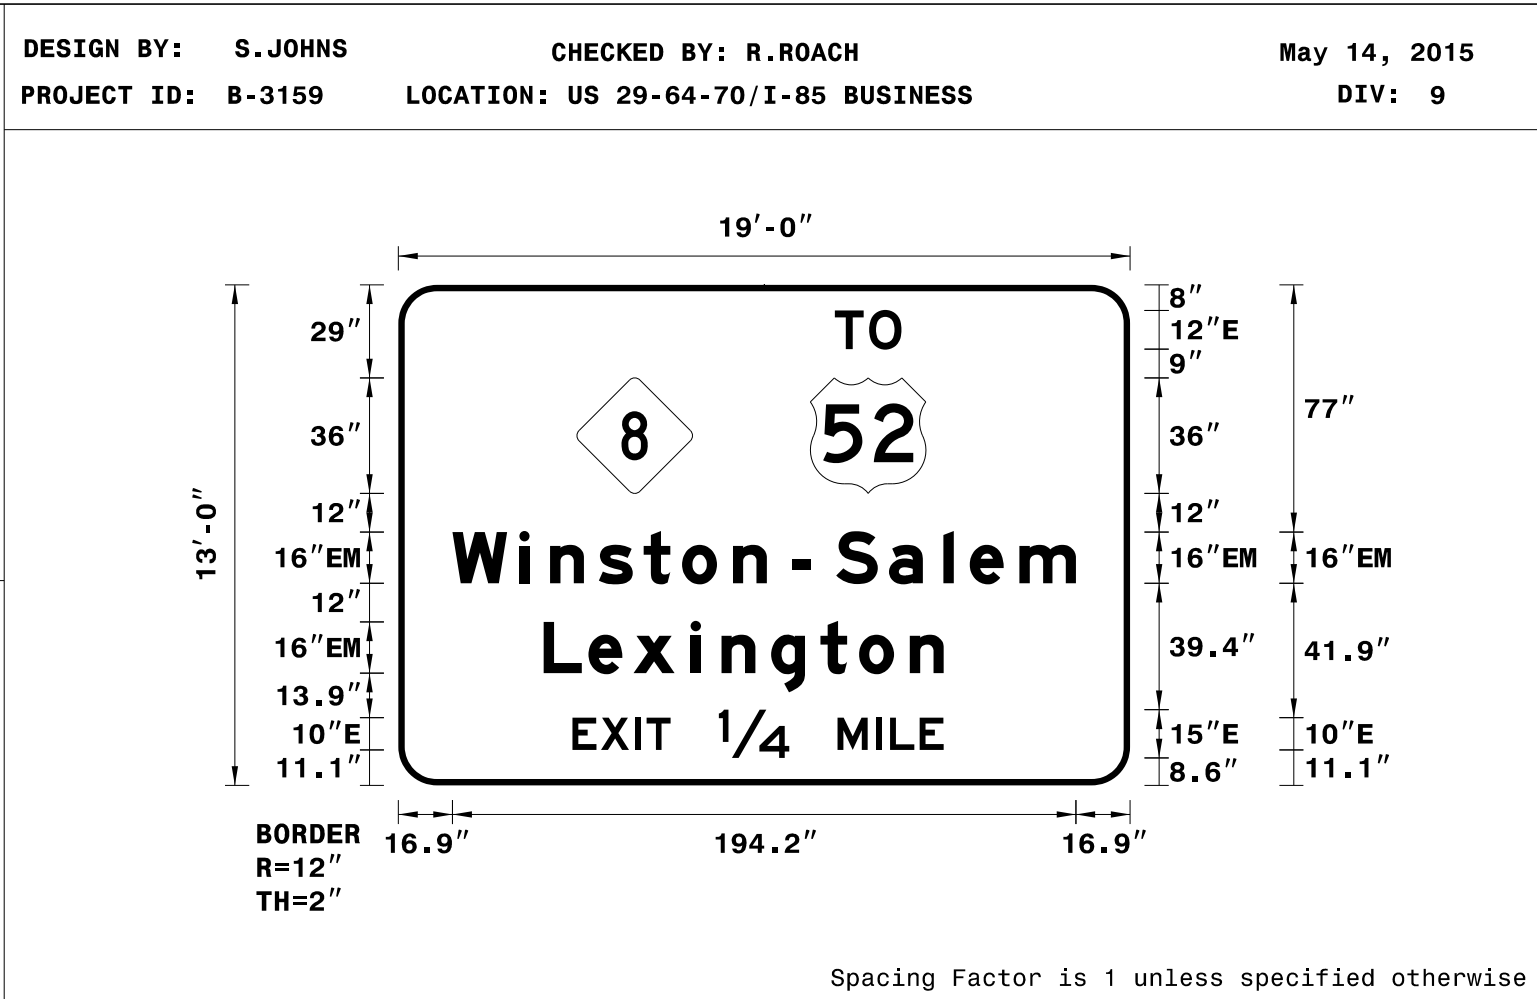 DESIGN BY: S.JOHNS CHECKED BY: R.ROACH May 14, 2015
PROJECT ID: B-3159 LOCATION: US 29-64-70/I-85 BUSINESS DIV: 9
19'-0"
13'-0"
29"
36"
12"
16"EM
12"
16"EM
13.9"
10"E
11.1"
TO
8 52
Winston-Salem
Lexington
EXIT 1/4 MILE
8"
12"E
9"
36"
12"
16"EM
39.4"
15"E
8.6"
77"
16"EM
41.9"
10"E
11.1"
16.9" 194.2" 16.9"
BORDER
R=12"
TH=2"
Spacing Factor is 1 unless specified otherwise